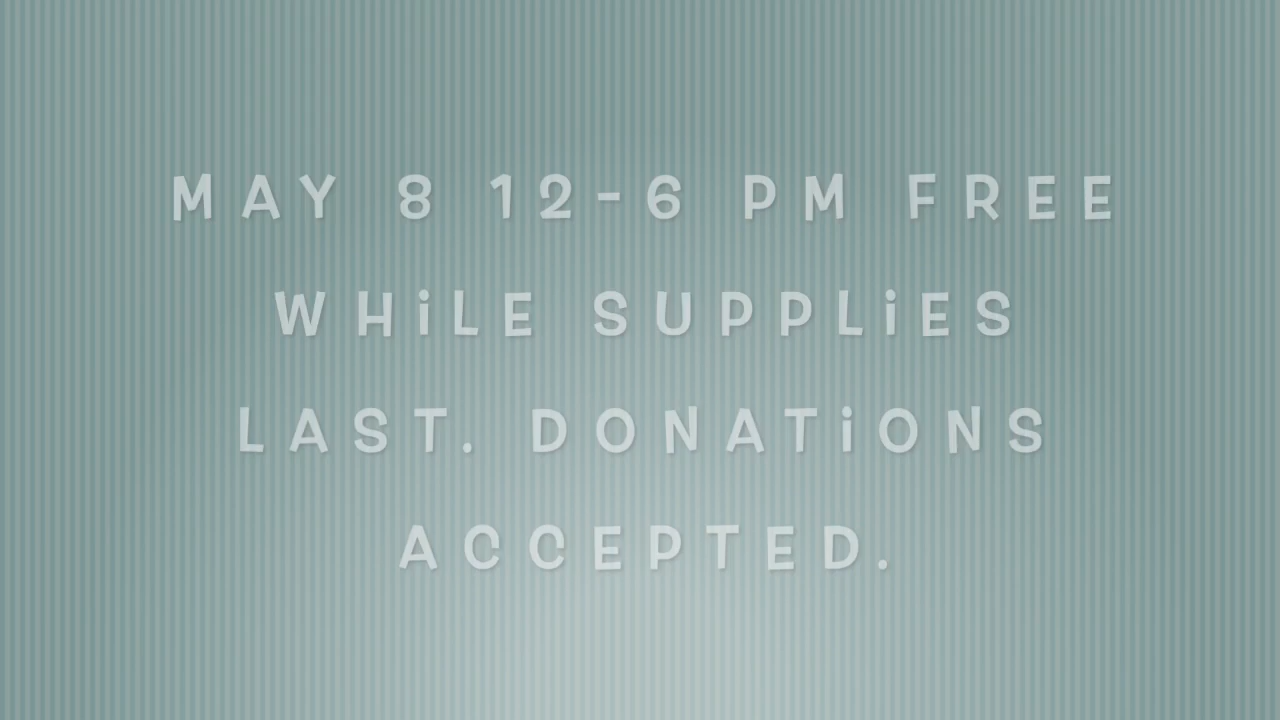 MAY 8 12-6 PM FREE
WHiLE SUPPLiES
LAST. DONATiONS
ACCEPTED.